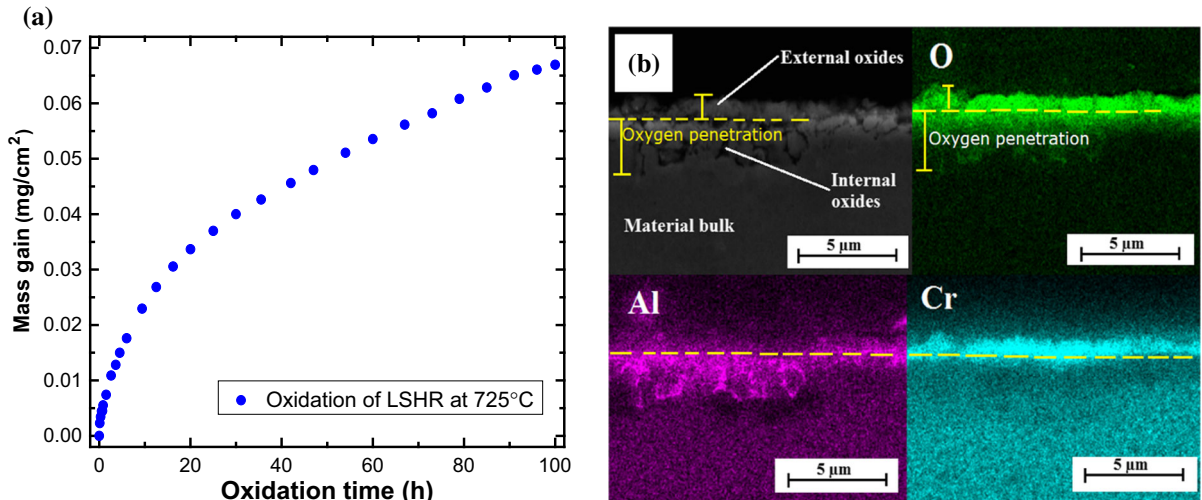 (a)
0.07
0.06
0.05
0.04
0.03
0.02
0.01
0.00
Mass gain (mg/cm²)
Oxidation of LSHR at 725°C
0 20 40 60 80 100
Oxidation time (h)
(b)
External oxides
Oxygen penetration
Internal
oxides
Material bulk
5 µm
O
Oxygen penetration
5 µm
Al
5 µm
Cr
5 µm